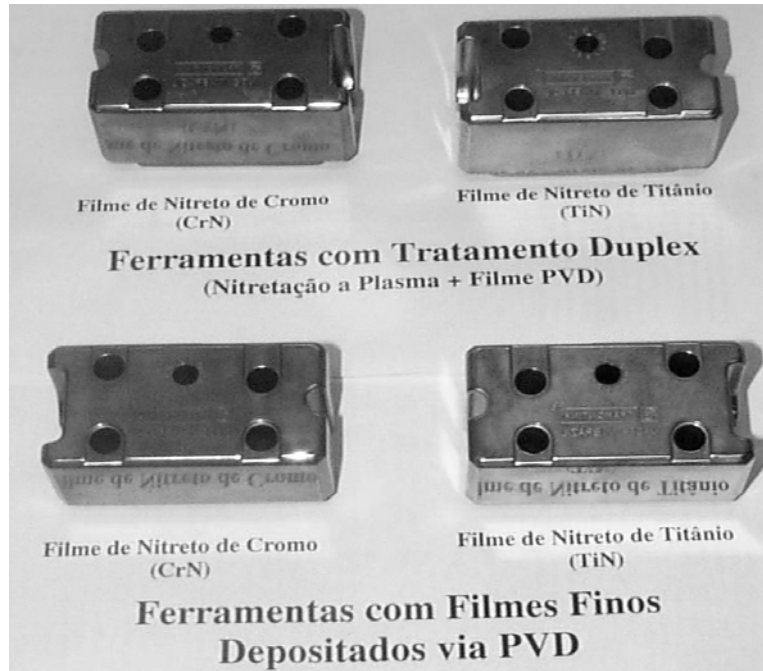 Filme de Nitreto de Cromo
(CrN)
Filme de Nitreto de Titânio
(TiN)
Ferramentas com Tratamento Duplex
(Nitretação a Plasma + Filme PVD)
Filme de Nitreto de Cromo
(CrN)
Filme de Nitreto de Titânio
(TiN)
Ferramentas com Filmes Finos
Depositados via PVD